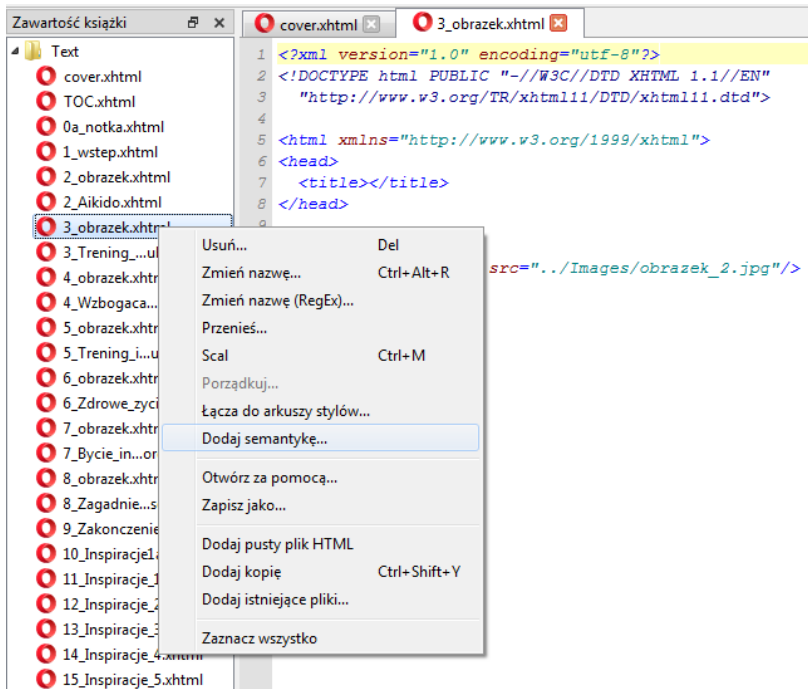 Zawartość książki
cover.xhtml
3_obrazek.xhtml
Text
cover.xhtml
TOC.xhtml
0a_notka.xhtml
1_wstep.xhtml
2_obrazek.xhtml
2_Aikido.xhtml
3_obrazek.xhtml
3_Trening_...ul
4_obrazek.xhtr
4_Wzbogaca...
5_obrazek.xhtr
5_Trening_i...u
6_obrazek.xhtr
6_Zdrowe_zyci
7_obrazek.xhtr
7_Bycie_in...or
8_obrazek.xhtr
8_Zagadnie...s
9_Zakonczenie
10_Inspiracje1
11_Inspiracje_1
12_Inspiracje_2
13_Inspiracje_3
14_Inspiracje_4.xhtml
15_Inspiracje_5.xhtml
1 <?xml version="1.0" encoding="utf-8"?>
2 <!DOCTYPE html PUBLIC "-//W3C//DTD XHTML 1.1//EN"
3 "http://www.w3.org/TR/xhtml11/DTD/xhtml11.dtd">
4
5 <html xmlns="http://www.w3.org/1999/xhtml">
6 <head>
7 <title></title>
8 </head>
9
src="../Images/obrazek_2.jpg"/>
Usuń... Del
Zmień nazwę... Ctrl+Alt+R
Zmień nazwę (RegEx)...
Przenieś...
Scal Ctrl+M
Porządkuj...
Łącza do arkuszy stylów...
Dodaj semantykę...
Otwórz za pomocą...
Zapisz jako...
Dodaj pusty plik HTML
Dodaj kopię Ctrl+Shift+Y
Dodaj istniejące pliki...
Zaznacz wszystko